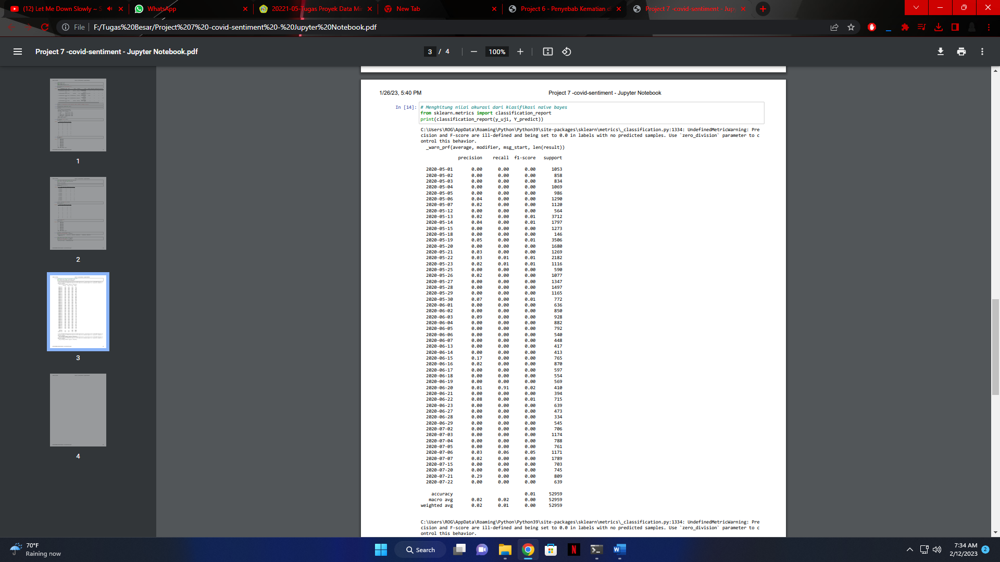 (12) Let Me Down Slowly ~ S
WhatsApp
20221-05-Tugas Proyek Data Mi
New Tab
Project 6 - Penyebab Kematian d
Project 7 -covid-sentiment - Jup
File
F:/Tugas%20Besar/Project%207%20-covid-sentiment%20-%20Jupyter%20Notebook.pdf
Project 7 -covid-sentiment - Jupyter Notebook.pdf
3 / 4
100%
1
2
3
4
1/26/23, 5:40 PM
Project 7 -covid-sentiment - Jupyter Notebook
In [14]: # Menghitung nilai akurasi dari klasifikasi naive bayes
from sklearn.metrics import classification_report
print(classification_report(y_uji, Y_predict))
C:\Users\ROG\AppData\Roaming\Python\Python39\site-packages\sklearn\metrics\_classification.py:1334: UndefinedMetricWarning: Pre
cision and F-score are ill-defined and being set to 0.0 in labels with no predicted samples. Use `zero_division` parameter to c
ontrol this behavior.
_warn_prf(average, modifier, msg_start, len(result))
precision recall f1-score support
2020-05-01 0.00 0.00 0.00 1053
2020-05-02 0.00 0.00 0.00 858
2020-05-03 0.00 0.00 0.00 834
2020-05-04 0.00 0.00 0.00 1069
2020-05-05 0.00 0.00 0.00 986
2020-05-06 0.04 0.00 0.00 1290
2020-05-07 0.02 0.00 0.00 1120
2020-05-12 0.00 0.00 0.00 564
2020-05-13 0.02 0.00 0.01 3712
2020-05-14 0.04 0.00 0.01 1797
2020-05-15 0.00 0.00 0.00 1273
2020-05-18 0.00 0.00 0.00 146
2020-05-19 0.05 0.00 0.01 3506
2020-05-20 0.00 0.00 0.00 1680
2020-05-21 0.03 0.00 0.00 1269
2020-05-22 0.03 0.01 0.01 2182
2020-05-23 0.02 0.01 0.01 1116
2020-05-25 0.00 0.00 0.00 590
2020-05-26 0.02 0.00 0.00 1077
2020-05-27 0.00 0.00 0.00 1347
2020-05-28 0.00 0.00 0.00 1497
2020-05-29 0.00 0.00 0.00 1165
2020-05-30 0.07 0.00 0.01 772
2020-06-01 0.00 0.00 0.00 636
2020-06-02 0.00 0.00 0.00 850
2020-06-03 0.09 0.00 0.00 928
2020-06-04 0.00 0.00 0.00 882
2020-06-05 0.00 0.00 0.00 792
2020-06-06 0.00 0.00 0.00 540
2020-06-07 0.00 0.00 0.00 448
2020-06-13 0.00 0.00 0.00 417
2020-06-14 0.00 0.00 0.00 413
2020-06-15 0.17 0.00 0.00 765
2020-06-16 0.02 0.00 0.00 870
2020-06-17 0.00 0.00 0.00 597
2020-06-18 0.00 0.00 0.00 554
2020-06-19 0.00 0.00 0.00 569
2020-06-20 0.01 0.91 0.02 410
2020-06-21 0.00 0.00 0.00 394
2020-06-22 0.08 0.00 0.01 715
2020-06-23 0.00 0.00 0.00 639
2020-06-27 0.00 0.00 0.00 473
2020-06-28 0.00 0.00 0.00 334
2020-06-29 0.00 0.00 0.00 545
2020-07-02 0.00 0.00 0.00 706
2020-07-03 0.00 0.00 0.00 1174
2020-07-04 0.00 0.00 0.00 788
2020-07-05 0.00 0.00 0.00 761
2020-07-06 0.03 0.06 0.05 1171
2020-07-07 0.02 0.00 0.00 1789
2020-07-15 0.00 0.00 0.00 703
2020-07-20 0.00 0.00 0.00 745
2020-07-21 0.29 0.00 0.00 809
2020-07-22 0.00 0.00 0.00 639
accuracy 0.01 52959
macro avg 0.02 0.02 0.00 52959
weighted avg 0.02 0.01 0.00 52959
C:\Users\ROG\AppData\Roaming\Python\Python39\site-packages\sklearn\metrics\_classification.py:1334: UndefinedMetricWarning: Pre
cision and F-score are ill-defined and being set to 0.0 in labels with no predicted samples. Use `zero_division` parameter to c
ontrol this behavior.
70°F
Raining now
Search
7:34 AM
2/12/2023
2